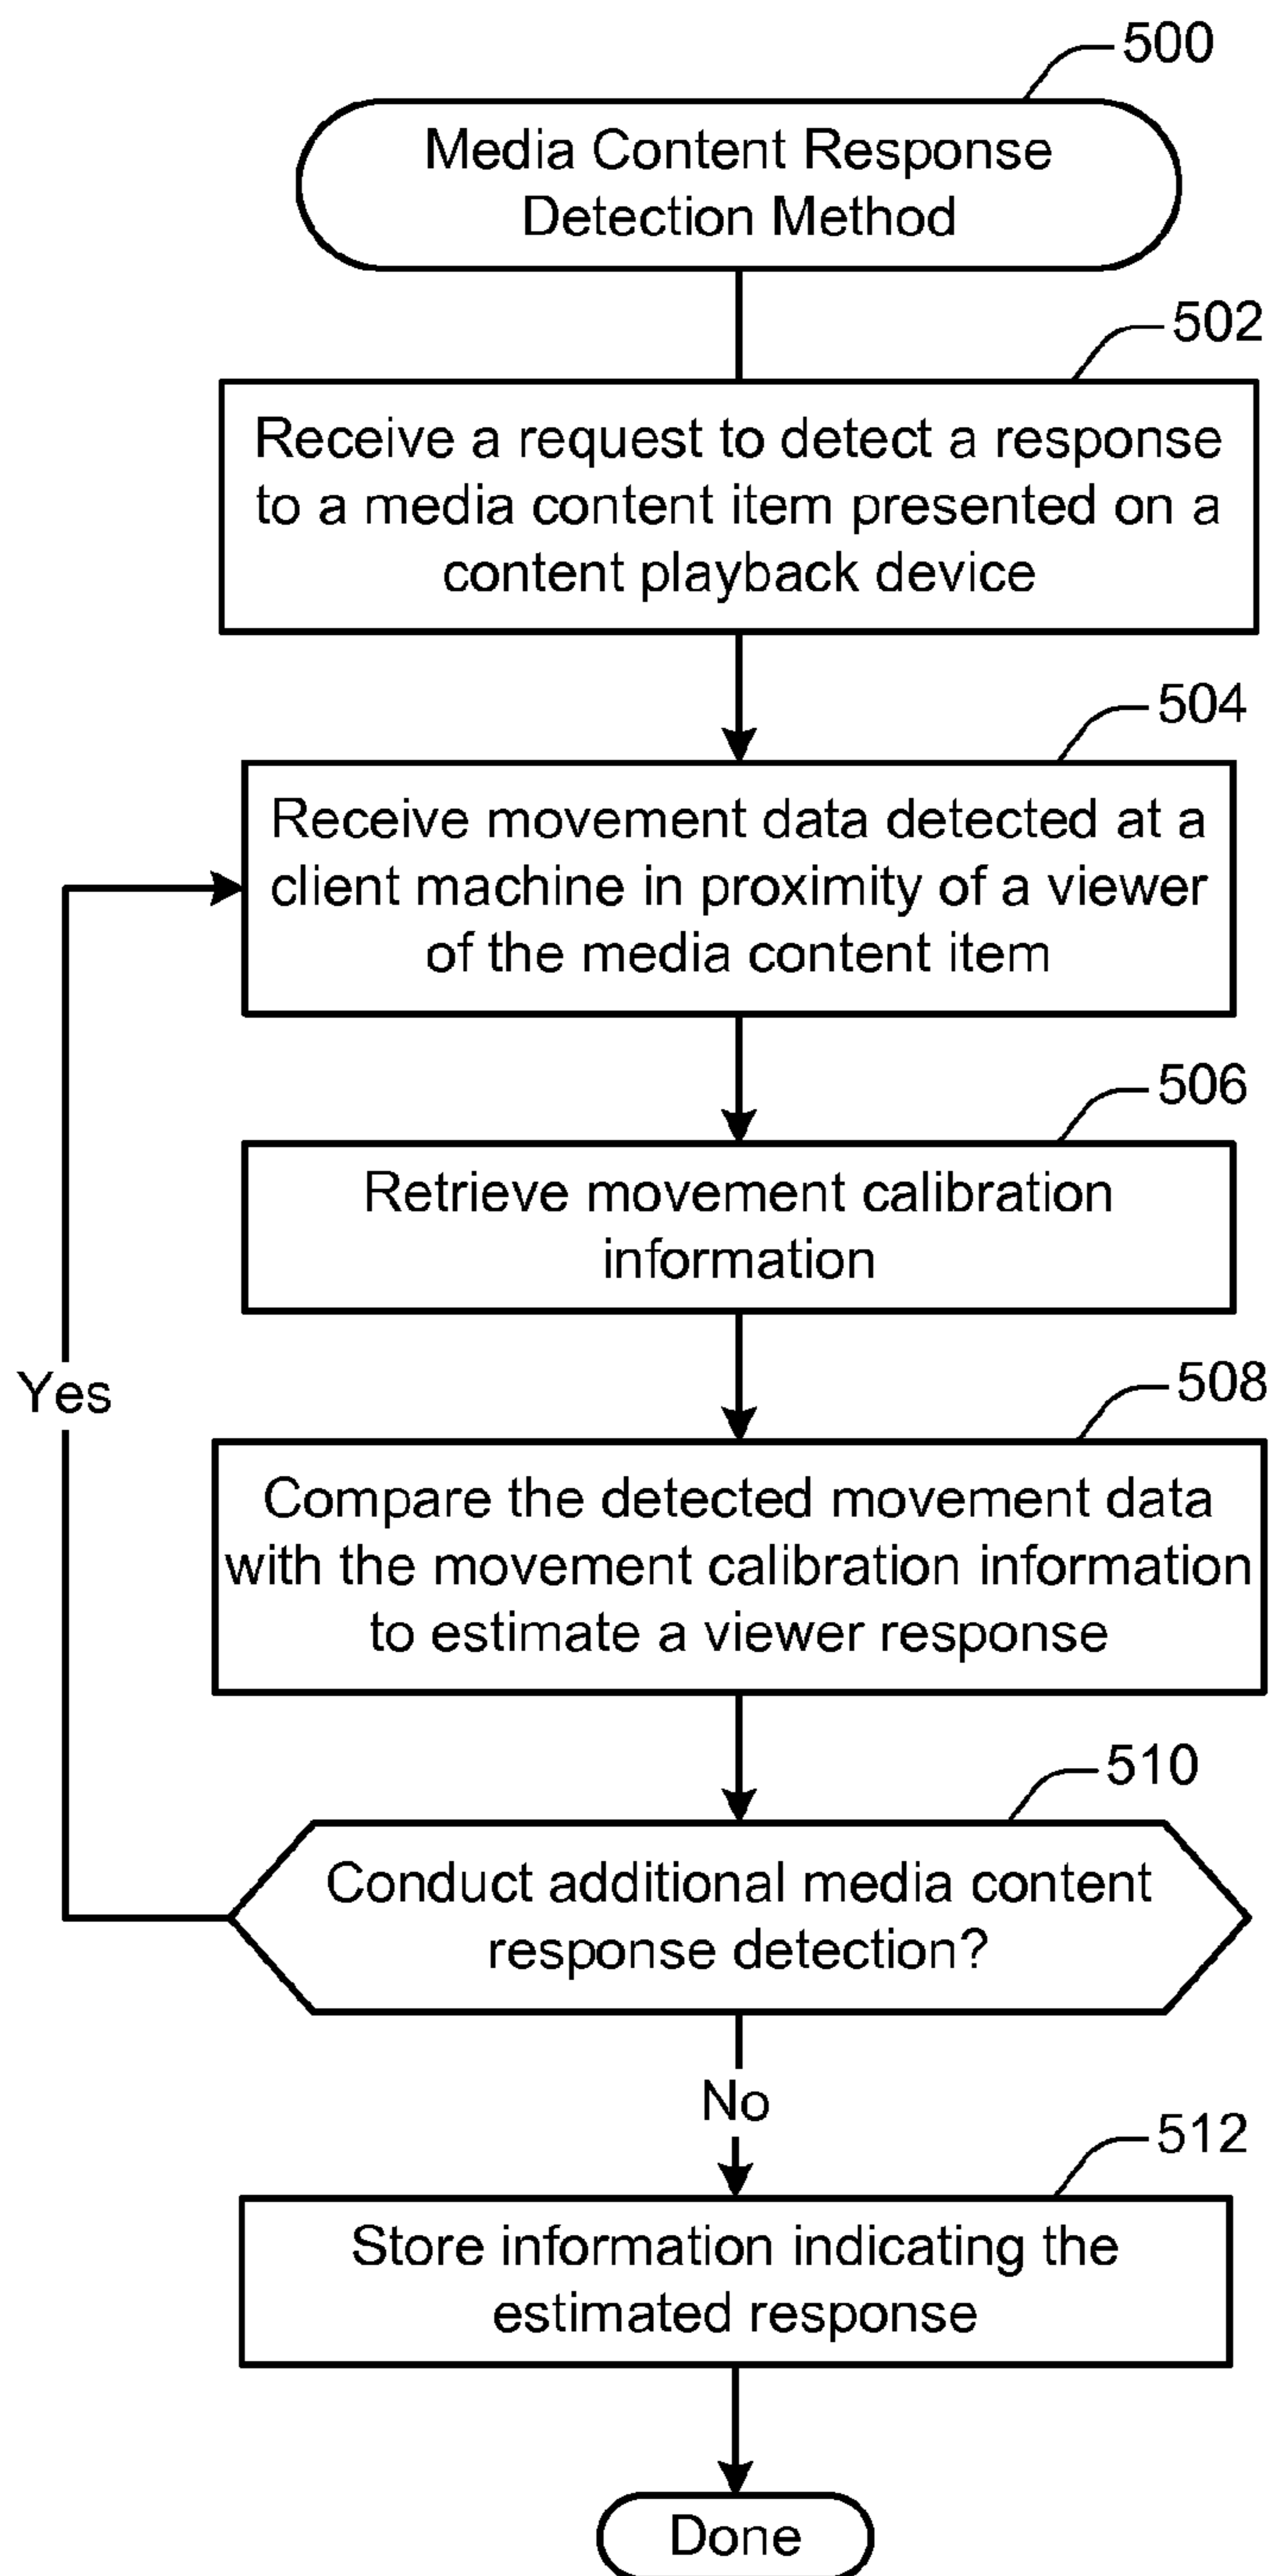 500
Media Content Response
Detection Method
502
Receive a request to detect a response
to a media content item presented on a
content playback device
504
Receive movement data detected at a
client machine in proximity of a viewer
of the media content item
506
Retrieve movement calibration
information
508
Yes
Compare the detected movement data
with the movement calibration information
to estimate a viewer response
510
Conduct additional media content
response detection?
No
512
Store information indicating the
estimated response
Done